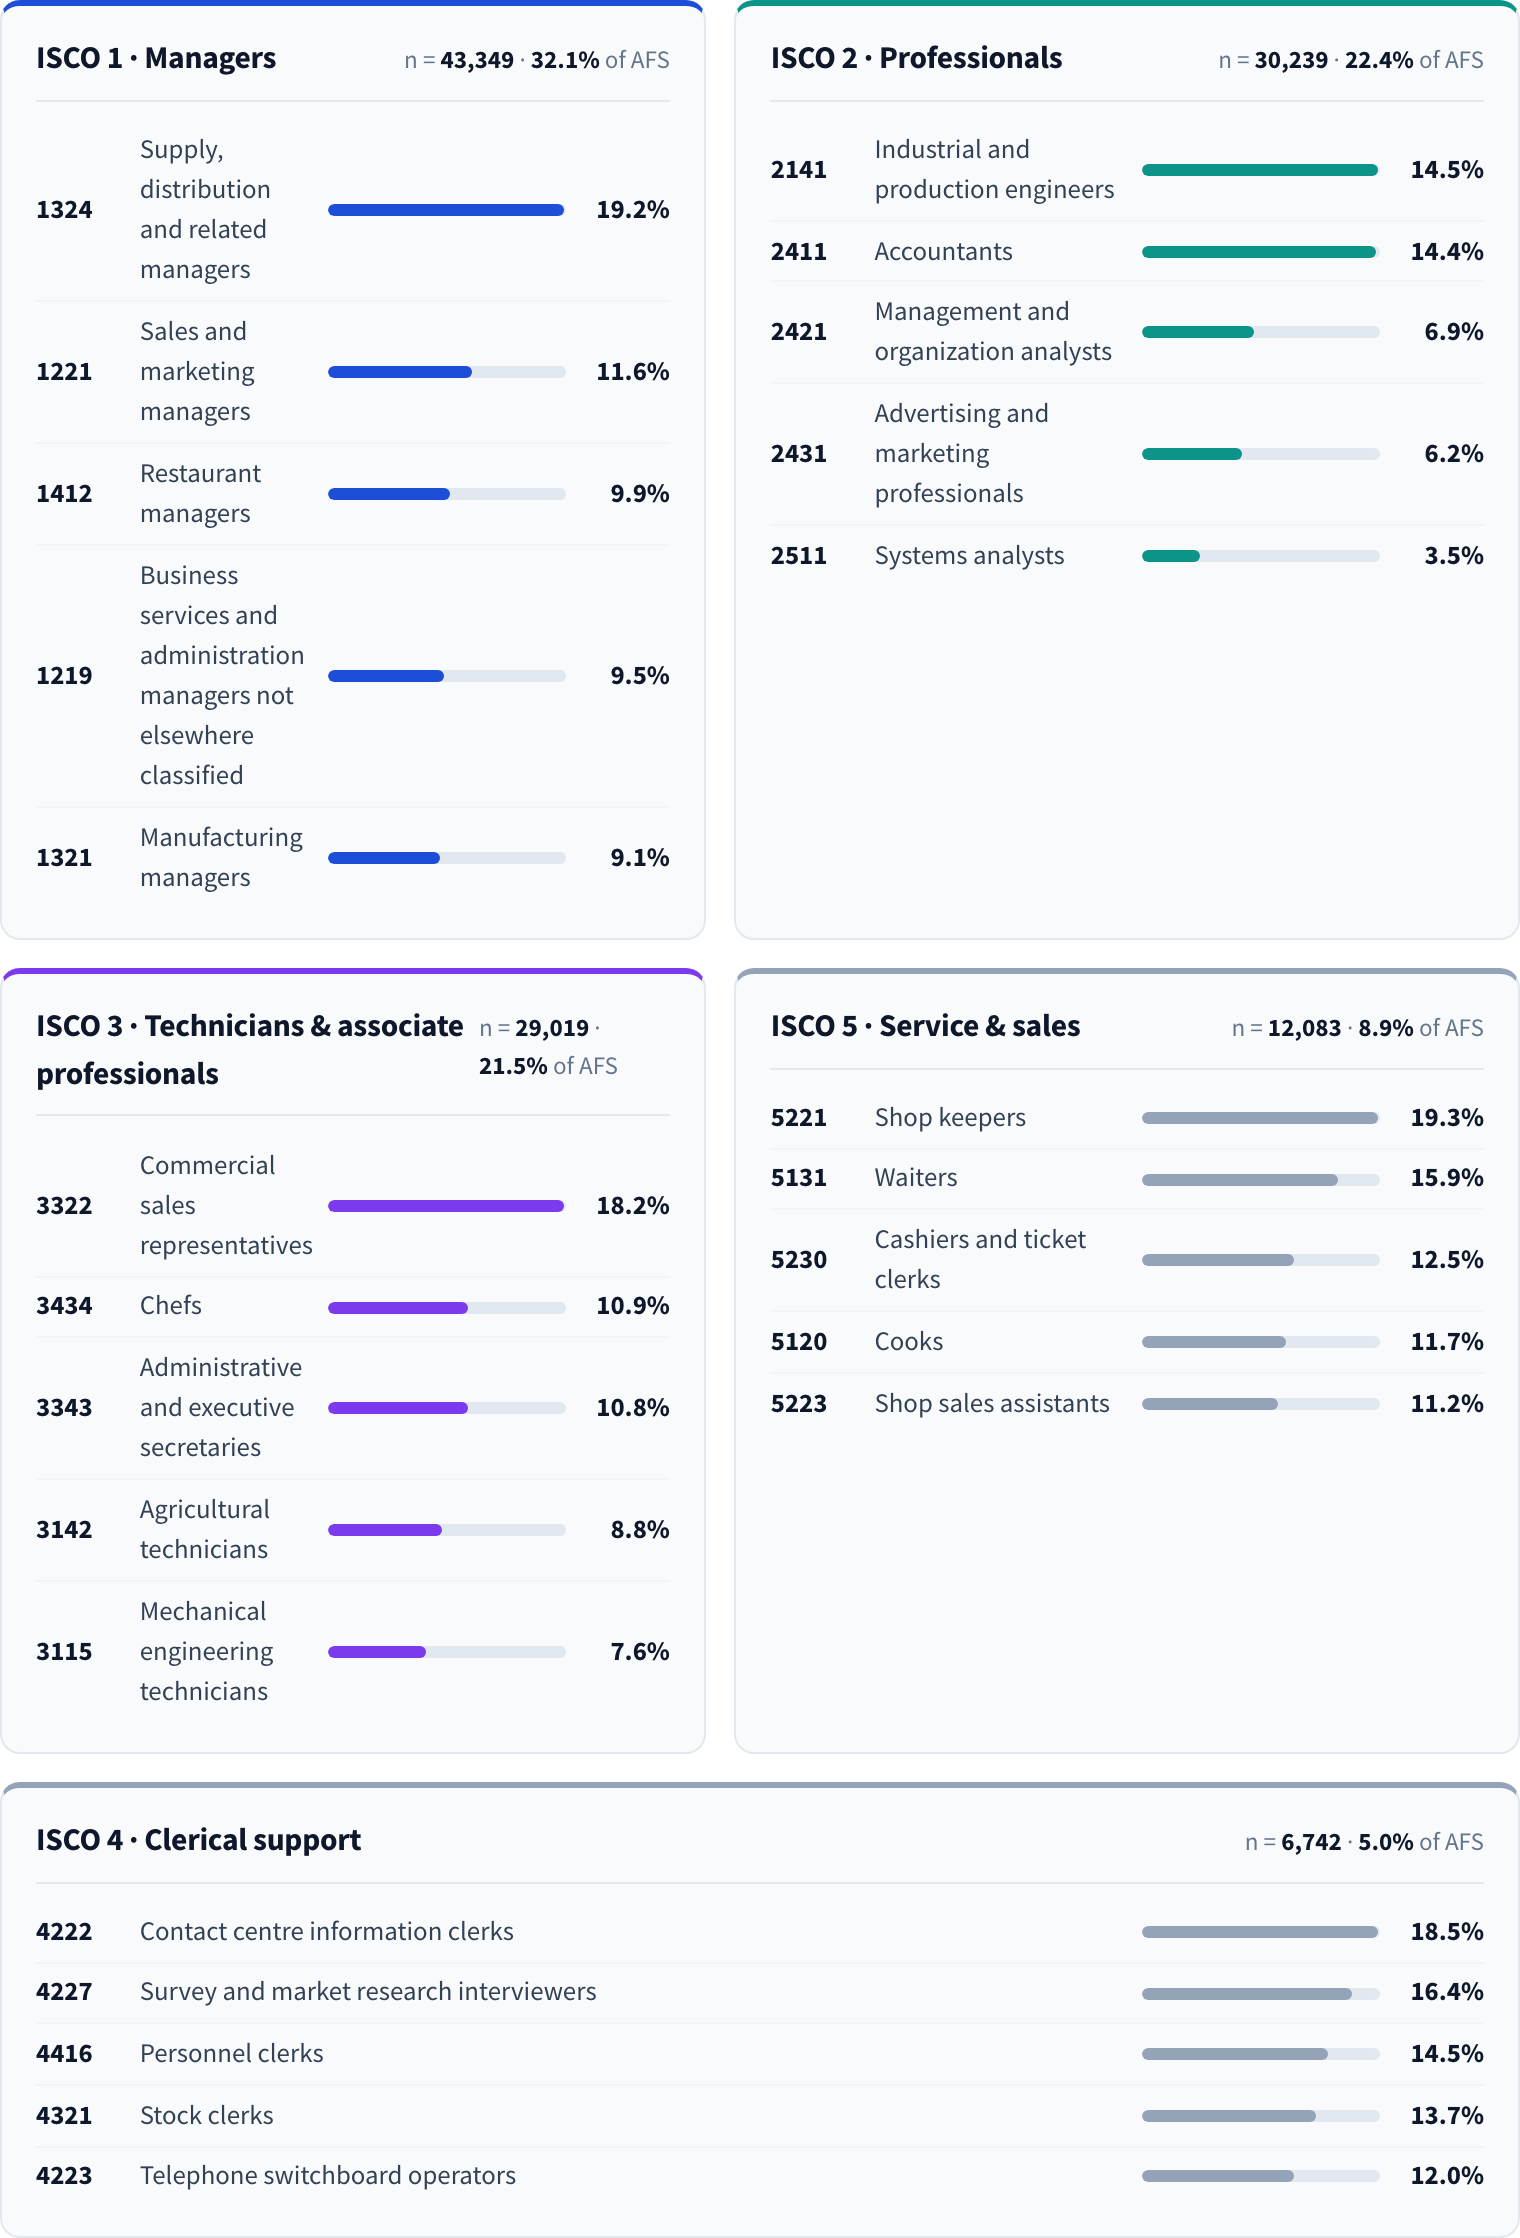 ISCO 1 · Managers
n = 43,349 · 32.1% of AFS
1324
Supply,
distribution
and related
managers
19.2%
1221
Sales and
marketing
managers
11.6%
1412
Restaurant
managers
9.9%
1219
Business
services and
administration
managers not
elsewhere
classified
9.5%
1321
Manufacturing
managers
9.1%
ISCO 2 · Professionals
n = 30,239 · 22.4% of AFS
2141
Industrial and
production engineers
14.5%
2411 Accountants 14.4%
2421
Management and
organization analysts
6.9%
2431
Advertising and
marketing
professionals
6.2%
2511 Systems analysts 3.5%
ISCO 3 · Technicians & associate
professionals
n = 29,019 ·
21.5% of AFS
3322
Commercial
sales
representatives
18.2%
3434 Chefs 10.9%
3343
Administrative
and executive
secretaries
10.8%
3142
Agricultural
technicians
8.8%
3115
Mechanical
engineering
technicians
7.6%
ISCO 5 · Service & sales
n = 12,083 · 8.9% of AFS
5221 Shop keepers 19.3%
5131 Waiters 15.9%
5230
Cashiers and ticket
clerks
12.5%
5120 Cooks 11.7%
5223 Shop sales assistants 11.2%
ISCO 4 · Clerical support
n = 6,742 · 5.0% of AFS
4222 Contact centre information clerks 18.5%
4227 Survey and market research interviewers 16.4%
4416 Personnel clerks 14.5%
4321 Stock clerks 13.7%
4223 Telephone switchboard operators 12.0%